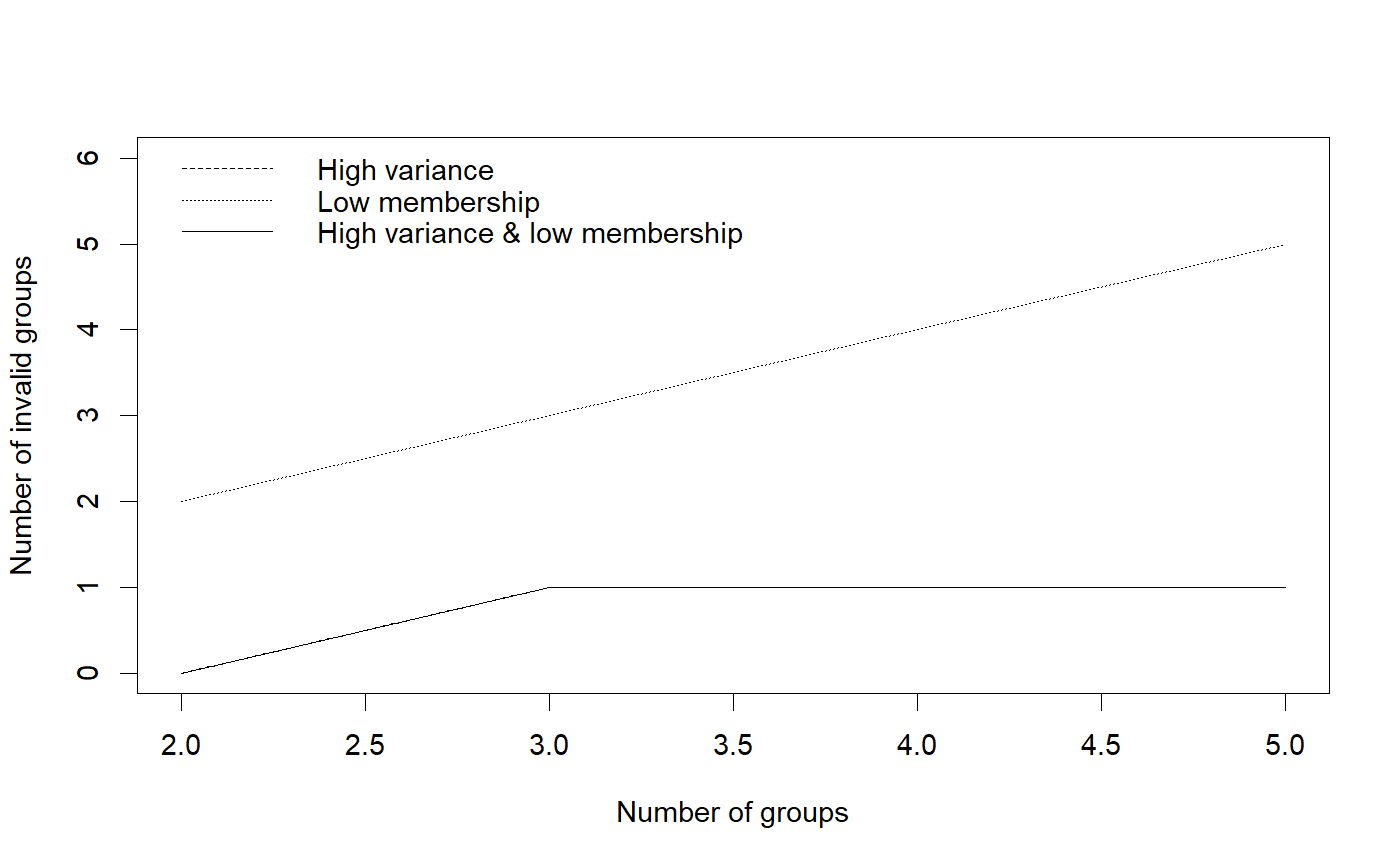 High variance
Low membership
High variance & low membership
Number of invalid groups
6
5
4
3
2
1
0
2.0 2.5 3.0 3.5 4.0 4.5 5.0
Number of groups